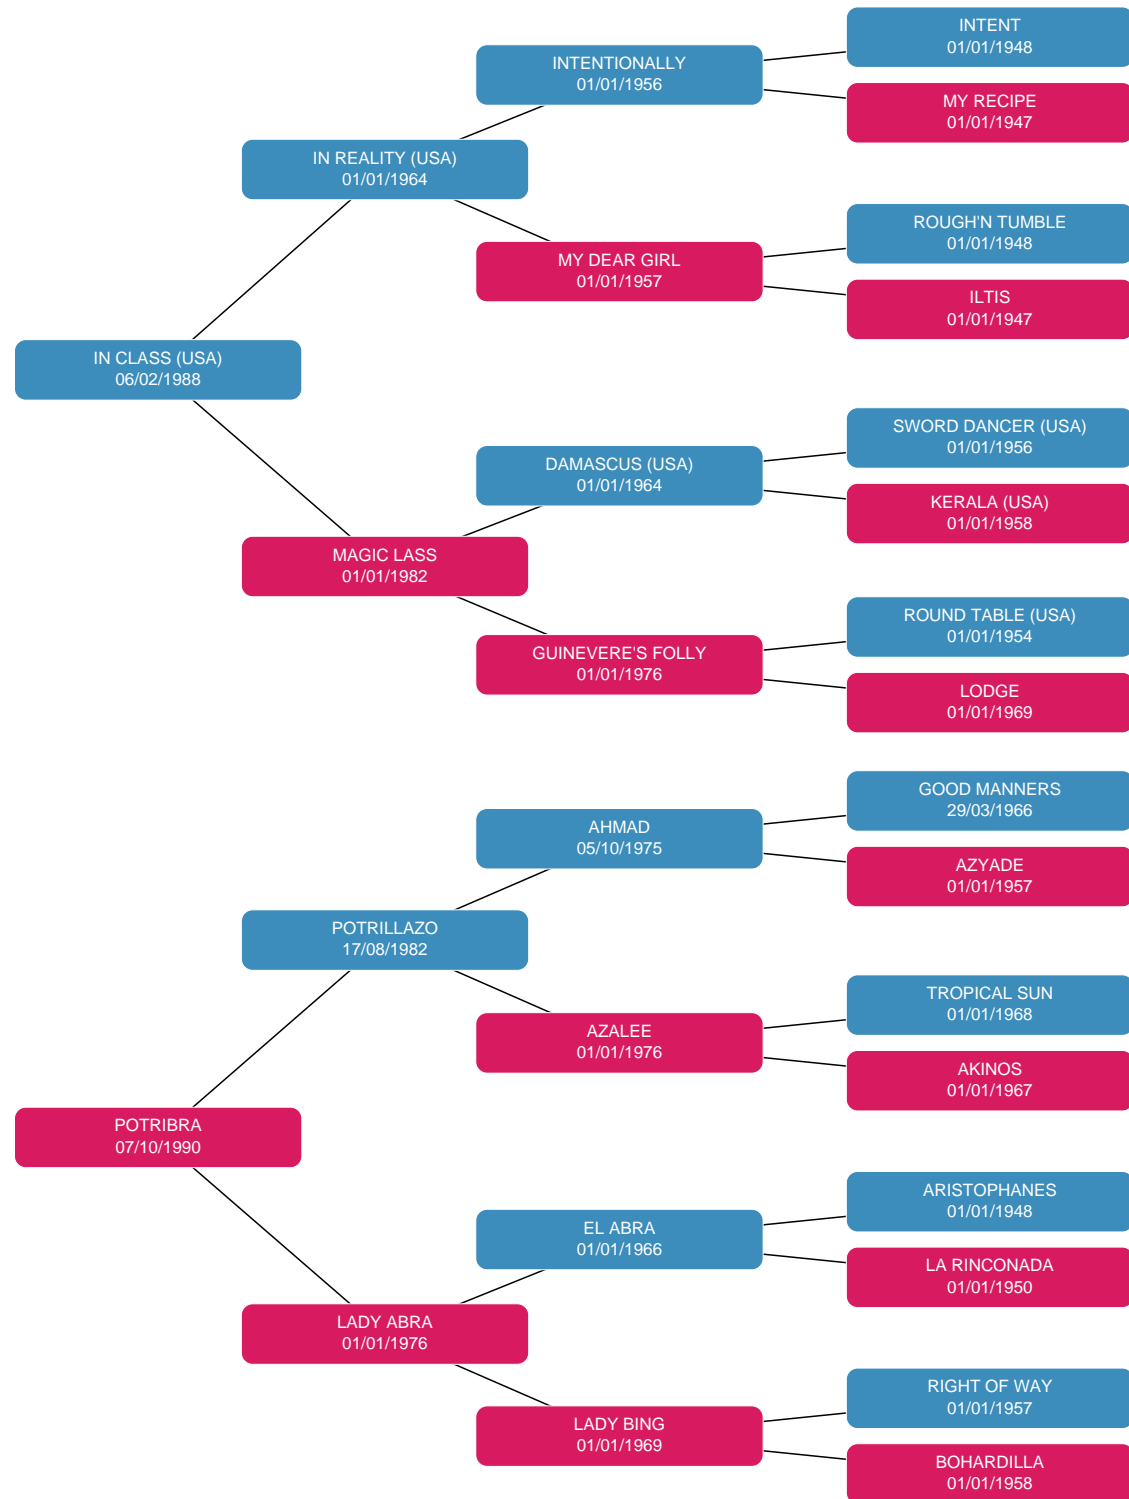 INTENT
01/01/1948
INTENTIONALLY
01/01/1956
MY RECIPE
01/01/1947
IN REALITY (USA)
01/01/1964
ROUGH'N TUMBLE
01/01/1948
MY DEAR GIRL
01/01/1957
ILTIS
01/01/1947
IN CLASS (USA)
06/02/1988
SWORD DANCER (USA)
01/01/1956
DAMASCUS (USA)
01/01/1964
KERALA (USA)
01/01/1958
MAGIC LASS
01/01/1982
ROUND TABLE (USA)
01/01/1954
GUINEVERE'S FOLLY
01/01/1976
LODGE
01/01/1969
GOOD MANNERS
29/03/1966
AHMAD
05/10/1975
AZYADE
01/01/1957
POTRILLAZO
17/08/1982
TROPICAL SUN
01/01/1968
AZALEE
01/01/1976
AKINOS
01/01/1967
POTRIBRA
07/10/1990
ARISTOPHANES
01/01/1948
EL ABRA
01/01/1966
LA RINCONADA
01/01/1950
LADY ABRA
01/01/1976
RIGHT OF WAY
01/01/1957
LADY BING
01/01/1969
BOHARDILLA
01/01/1958